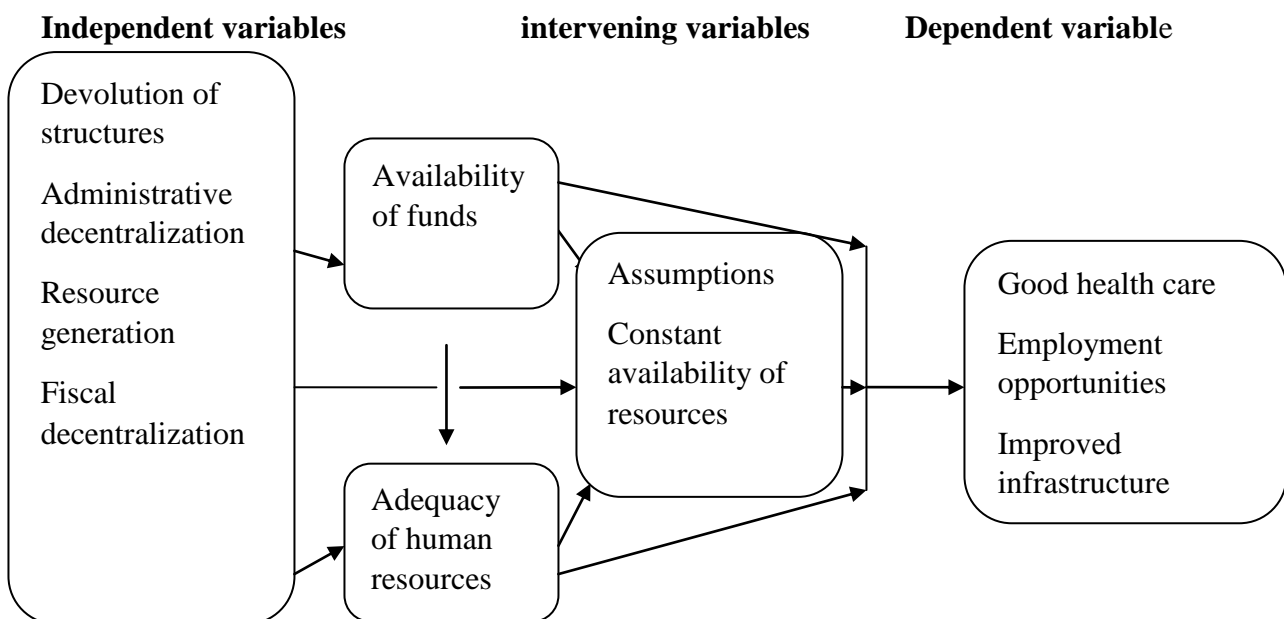 Independent variables
intervening variables
Dependent variable
Devolution of
structures
Administrative
decentralization
Resource
generation
Fiscal
decentralization
Availability
of funds
Adequacy
of human
resources
Assumptions
Constant
availability of
resources
Good health care
Employment
opportunities
Improved
infrastructure